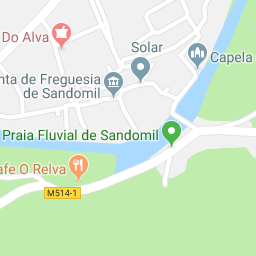 Do Alva
Solar
Capela
nta de Freguesia
de Sandomil
Praia Fluvial de Sandomil
afe O Relva
M514-1